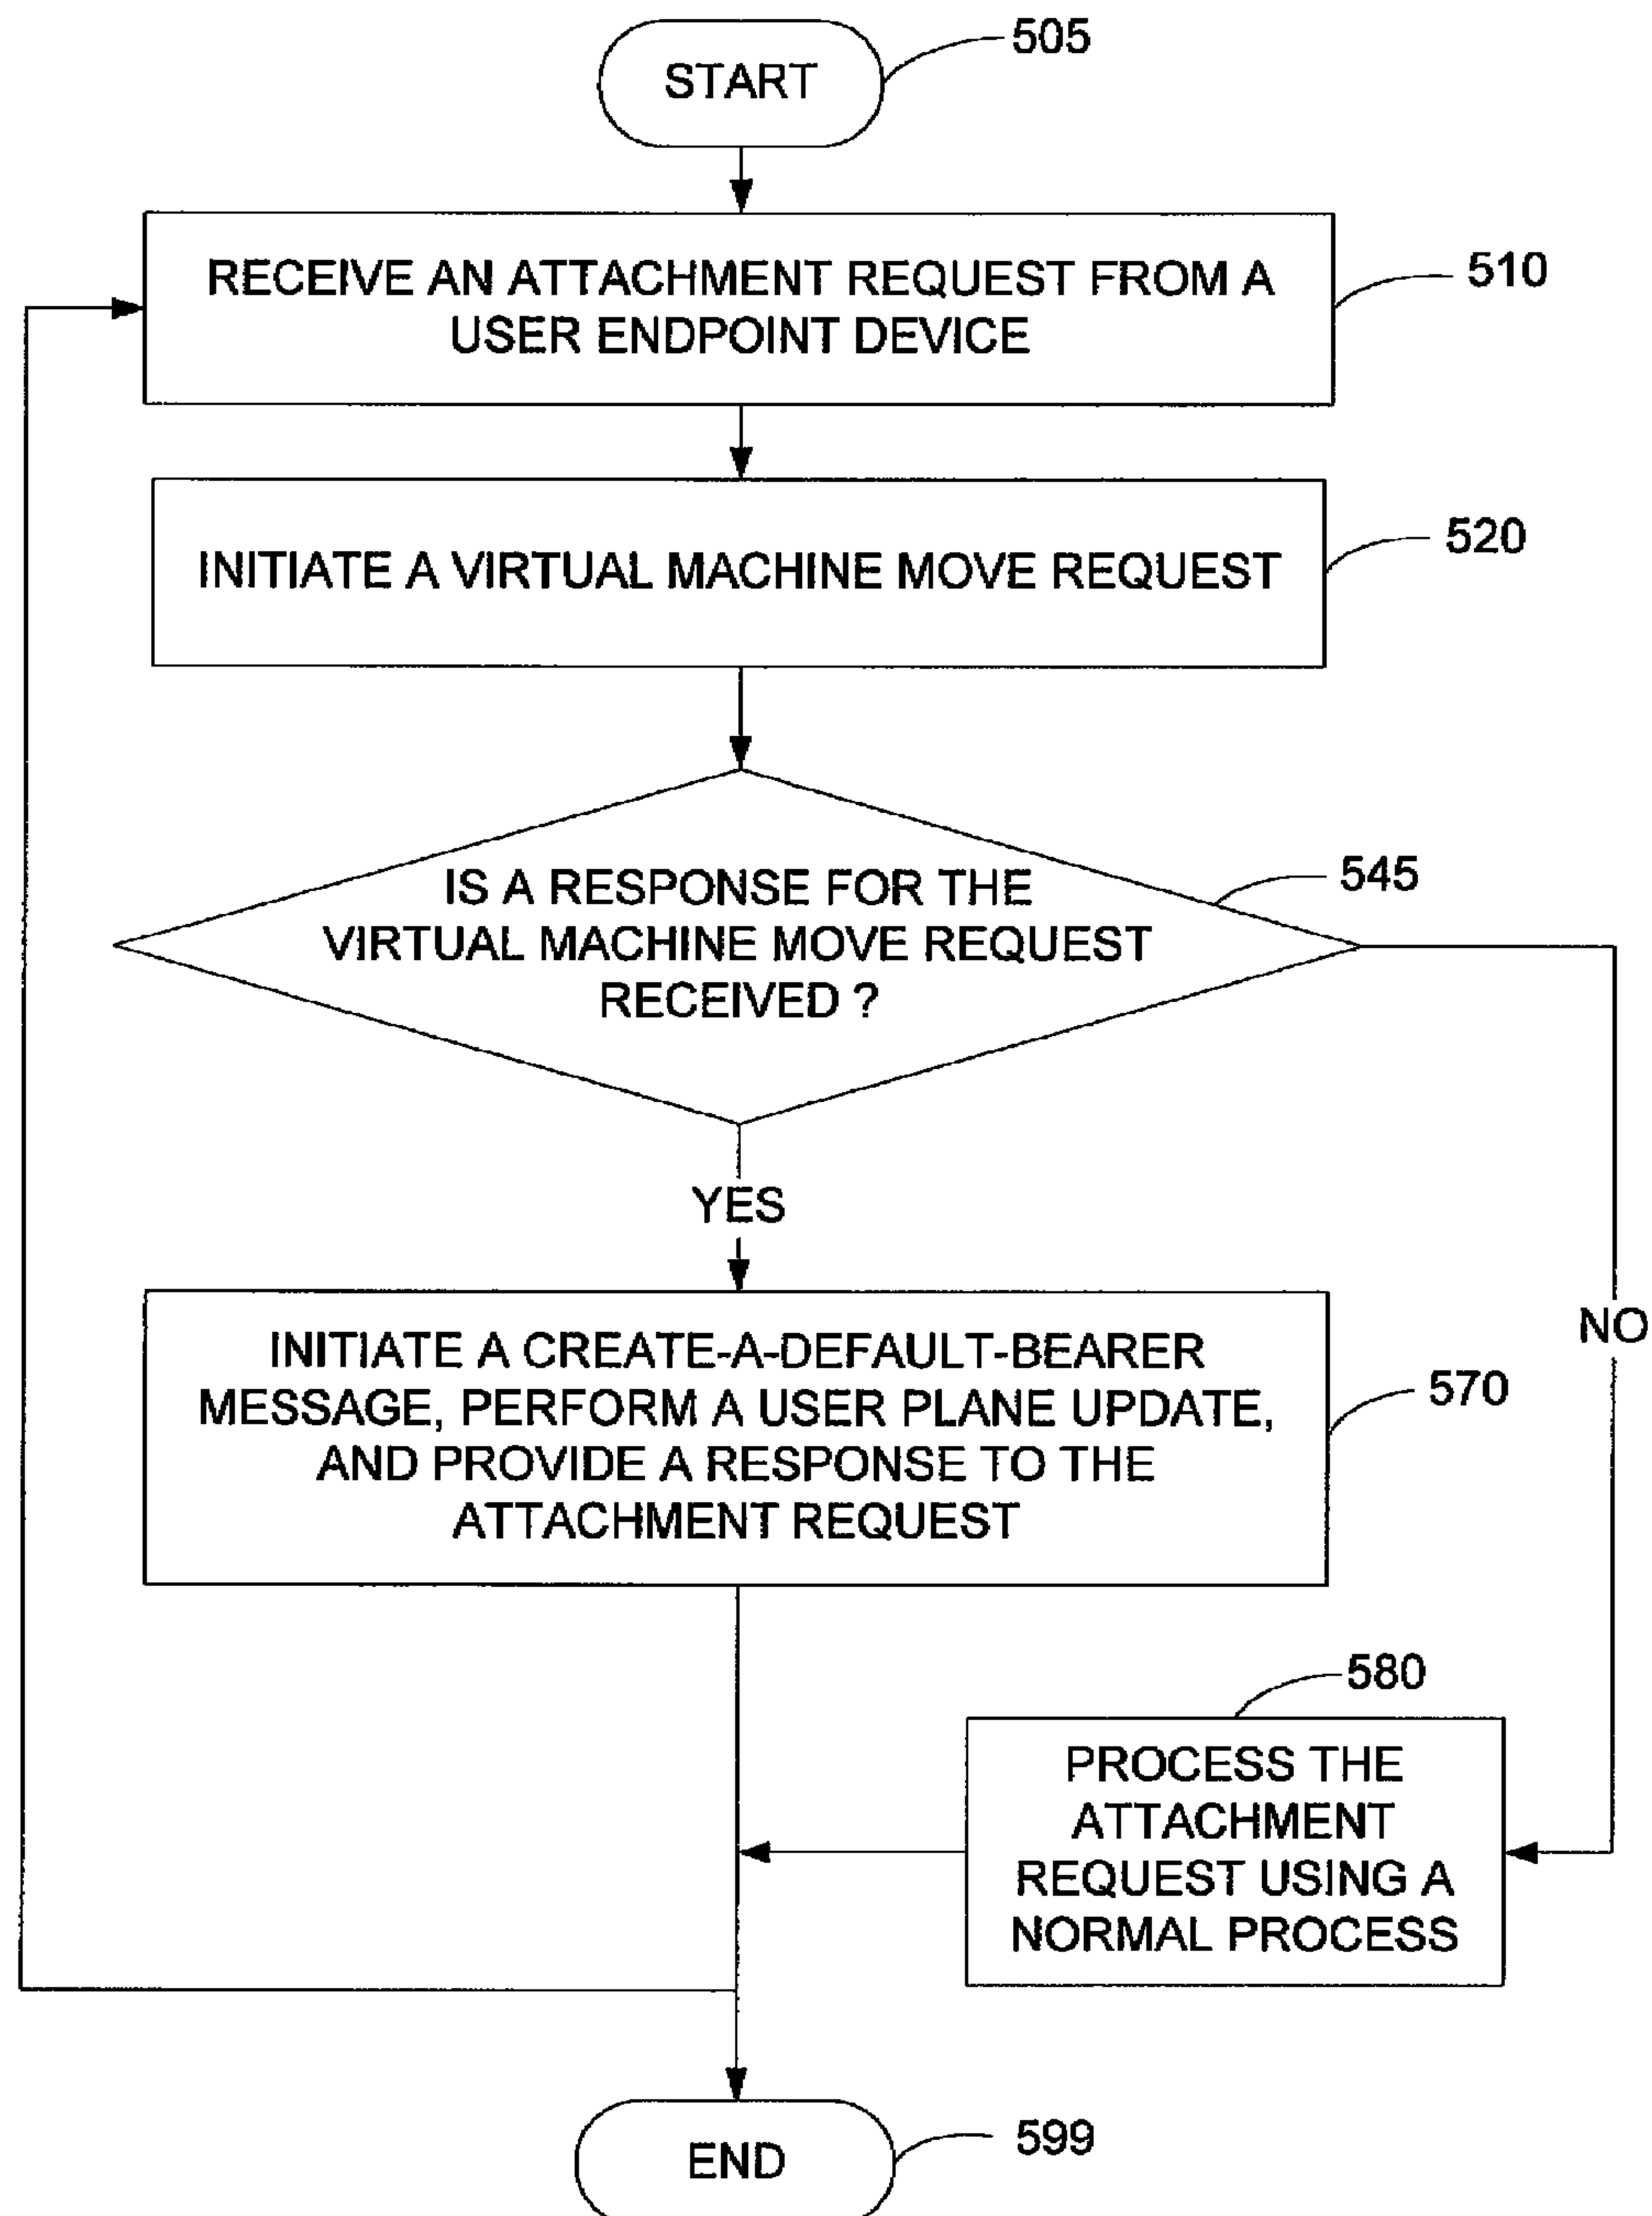 START
505
RECEIVE AN ATTACHMENT REQUEST FROM A
USER ENDPOINT DEVICE
510
INITIATE A VIRTUAL MACHINE MOVE REQUEST
520
IS A RESPONSE FOR THE
VIRTUAL MACHINE MOVE REQUEST
RECEIVED ?
545
YES
NO
INITIATE A CREATE-A-DEFAULT-BEARER
MESSAGE, PERFORM A USER PLANE UPDATE,
AND PROVIDE A RESPONSE TO THE
ATTACHMENT REQUEST
570
580
PROCESS THE
ATTACHMENT
REQUEST USING A
NORMAL PROCESS
END
599